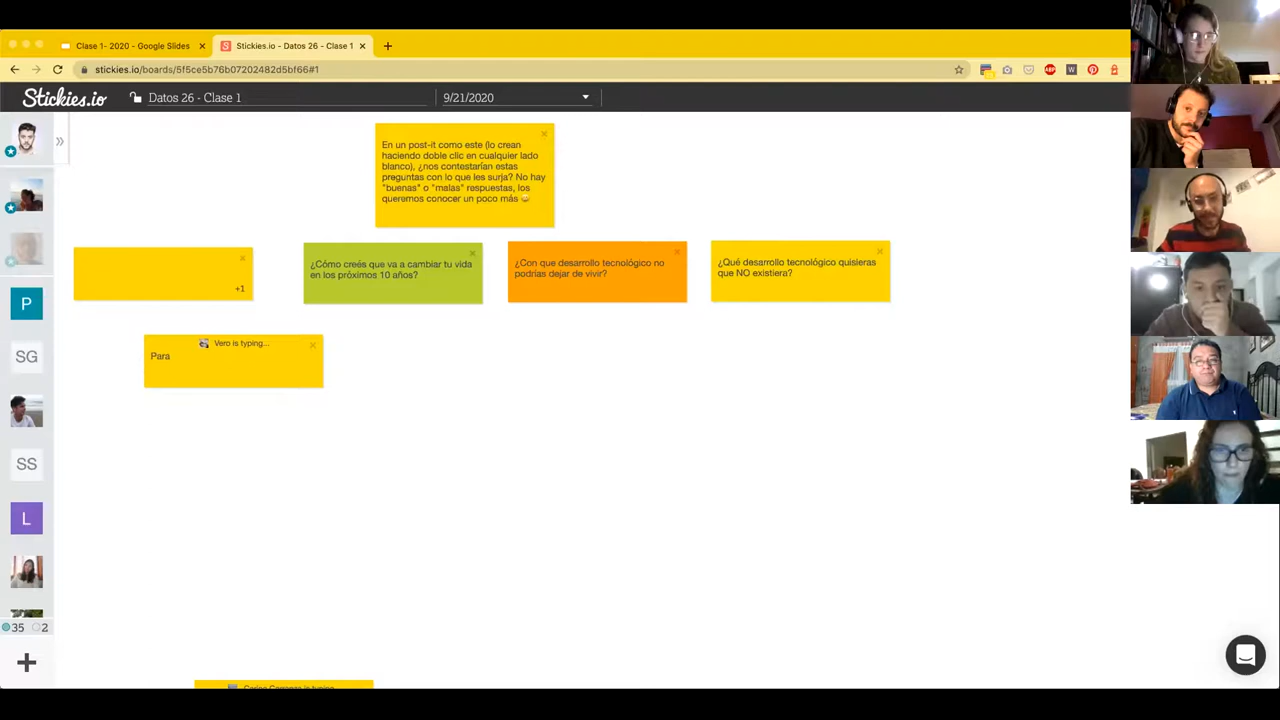 Clase 1- 2020 - Google Slides
Stickies.io - Datos 26 - Clase 1
stickies.io/boards/5f5ce5b76b07202482d5bf66#1
ABP
W
Stickies.io
Datos 26 - Clase 1
9/21/2020
En un post-it como este (lo crean
haciendo doble clic en cualquier lado
blanco), ¿nos contestarían estas
preguntas con lo que les surja? No hay
"buenas" o "malas" respuestas, los
queremos conocer un poco más 😀
+1
¿Cómo creés que va a cambiar tu vida
en los próximos 10 años?
¿Con que desarrollo tecnológico no
podrías dejar de vivir?
¿Qué desarrollo tecnológico quisieras
que NO existiera?
Vero is typing...
Para
P
SG
SS
L
35 2
is typing